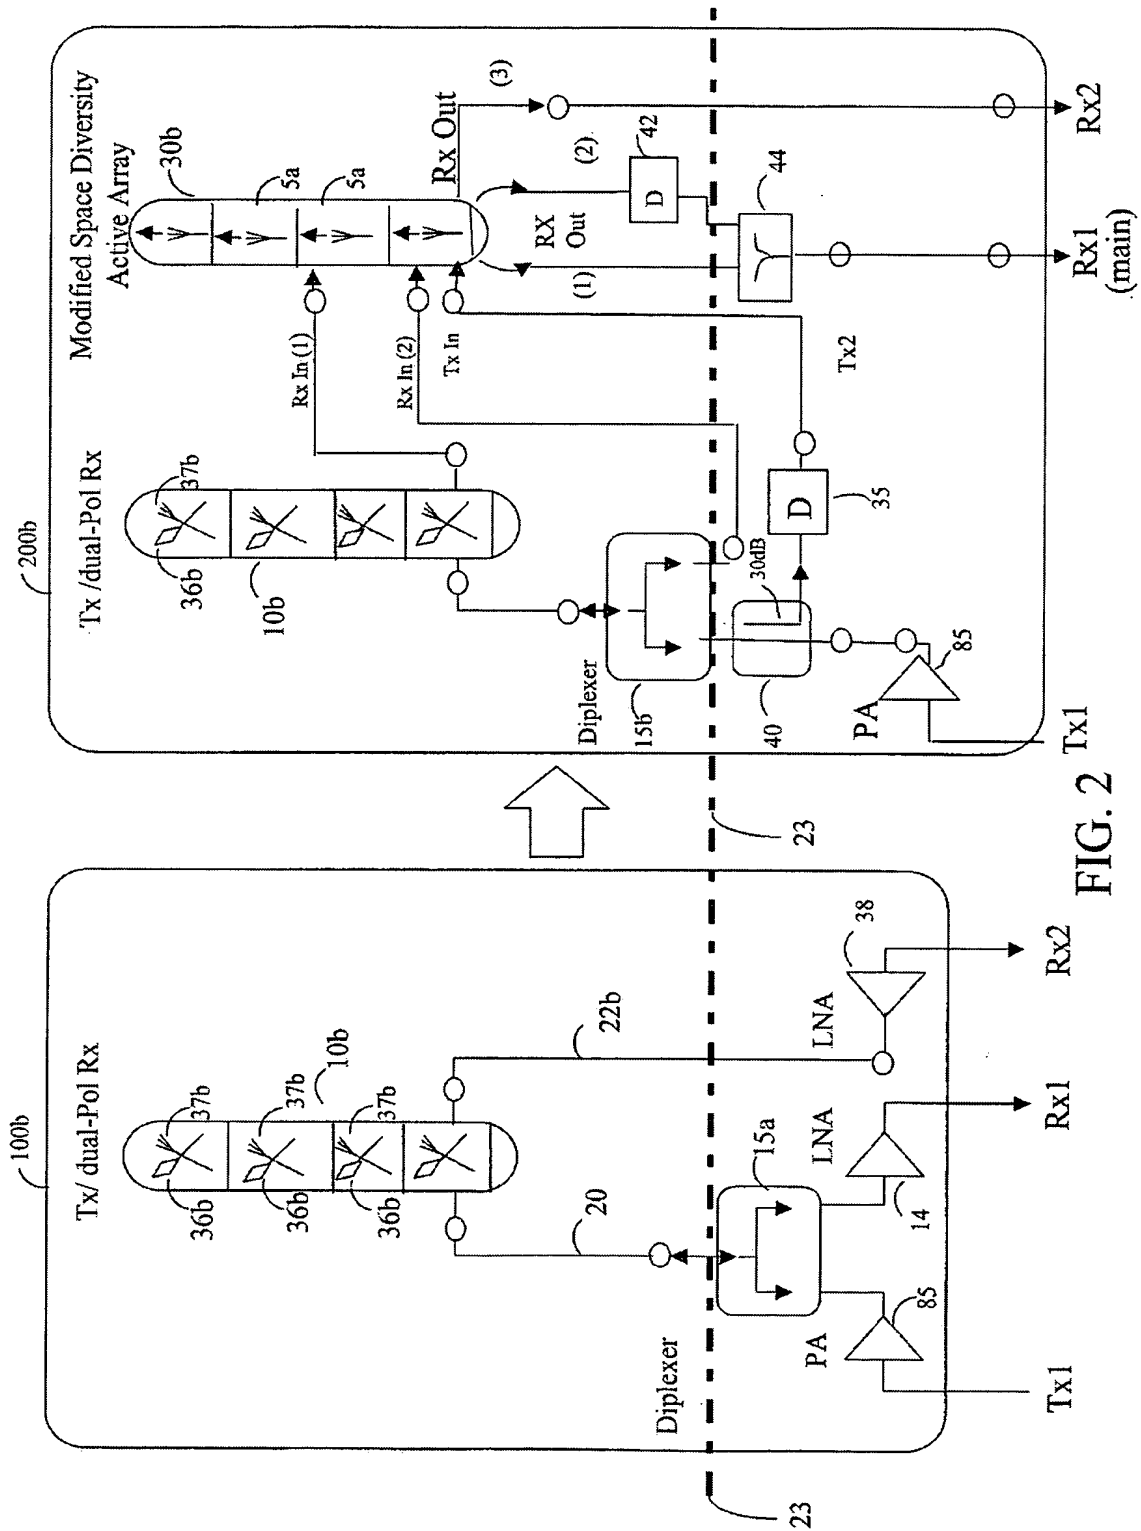 100b
Tx/ dual-Pol Rx
36b
37b
36b
37b
36b
37b
10b
20
22b
Diplexer
15a
PA
85
LNA
14
LNA
38
23
Tx1
Rx1
Rx2
200b
Tx /dual-Pol Rx
36b
37b
10b
Modified Space Diversity
Active Array
30b
5a
5a
Rx In (1)
Rx In (2)
Tx In
Rx Out
RX
Out
(1)
(2)
(3)
D
42
44
Diplexer
15b
30dB
40
D
35
Tx2
PA
85
23
Tx1
Rx1
(main)
Rx2
FIG. 2